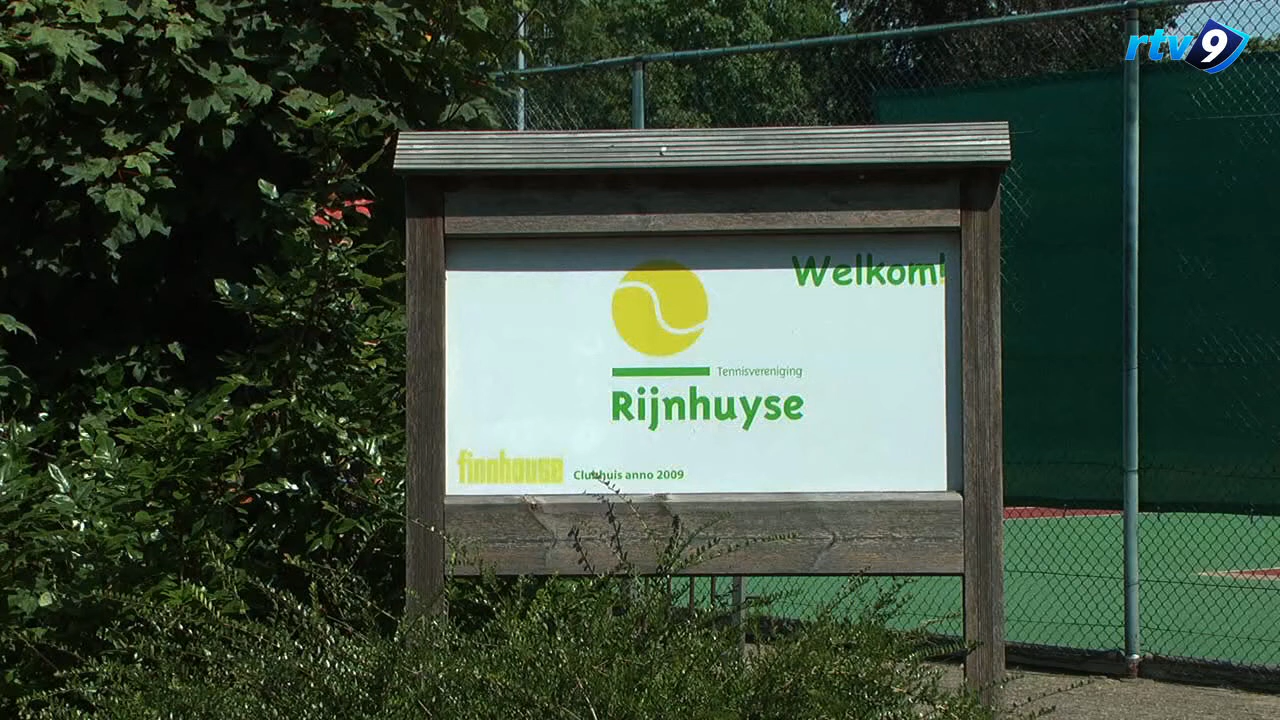 rtv9
Welkom!
Tennisvereniging
Rijnhuyse
finnhouse Clubhuis anno 2009